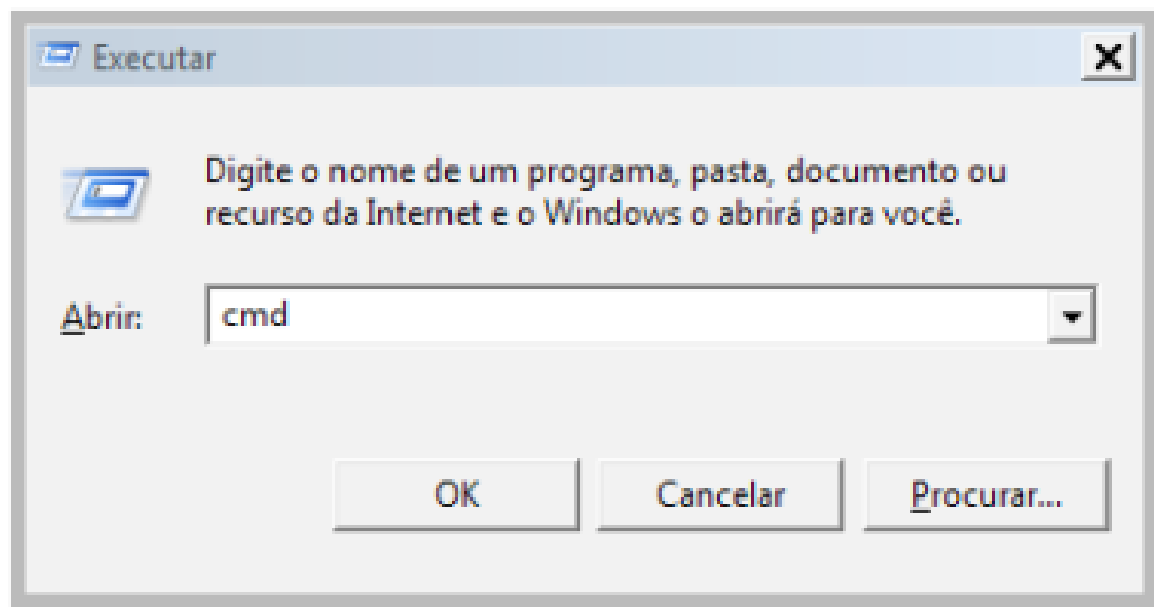 Executar
Digite o nome de um programa, pasta, documento ou
recurso da Internet e o Windows o abrirá para você.
Abrir: cmd
OK Cancelar Procurar...